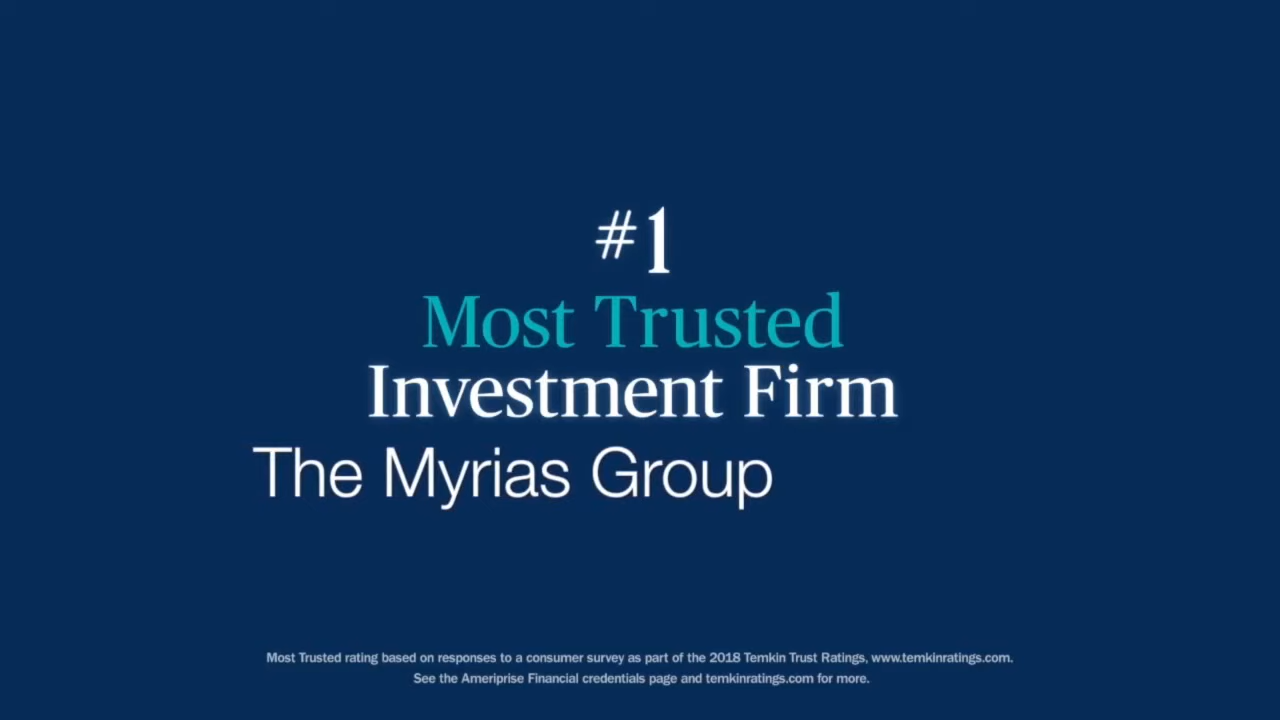 #1
Most Trusted
Investment Firm
The Myrias Group
Most Trusted rating based on responses to a consumer survey as part of the 2018 Temkin Trust Ratings, www.temkinratings.com.
See the Ameriprise Financial credentials page and temkinratings.com for more.